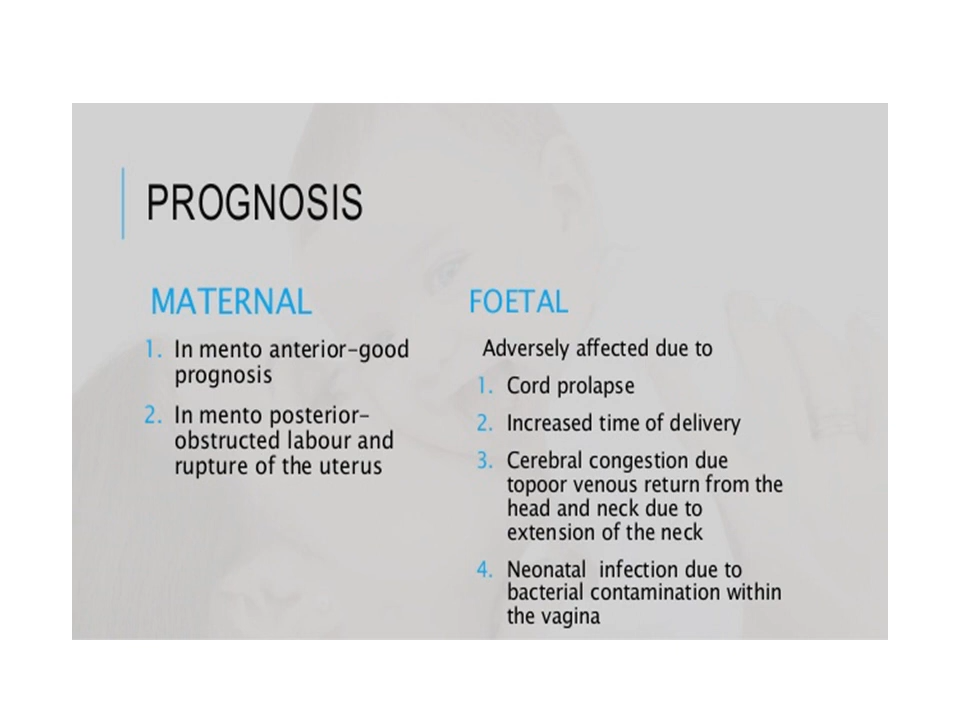 PROGNOSIS
MATERNAL
1. In mento anterior-good
prognosis
2. In mento posterior-
obstructed labour and
rupture of the uterus
FOETAL
Adversely affected due to
1. Cord prolapse
2. Increased time of delivery
3. Cerebral congestion due
topoor venous return from the
head and neck due to
extension of the neck
4. Neonatal infection due to
bacterial contamination within
the vagina